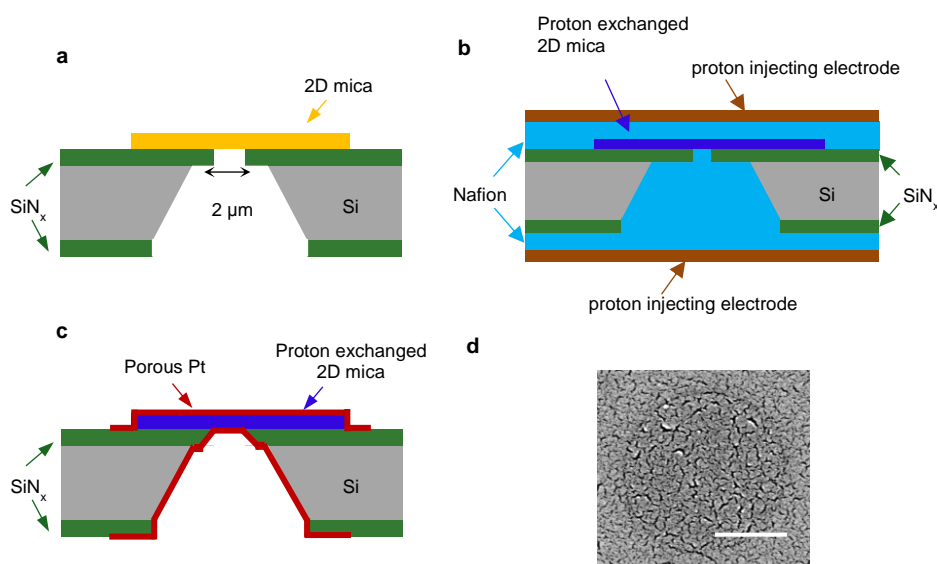 a
2D mica
SiNₓ
2 µm
Si
b
Proton exchanged
2D mica
proton injecting electrode
Nafion
Si
SiNₓ
proton injecting electrode
c
Porous Pt
Proton exchanged
2D mica
SiNₓ
Si
d